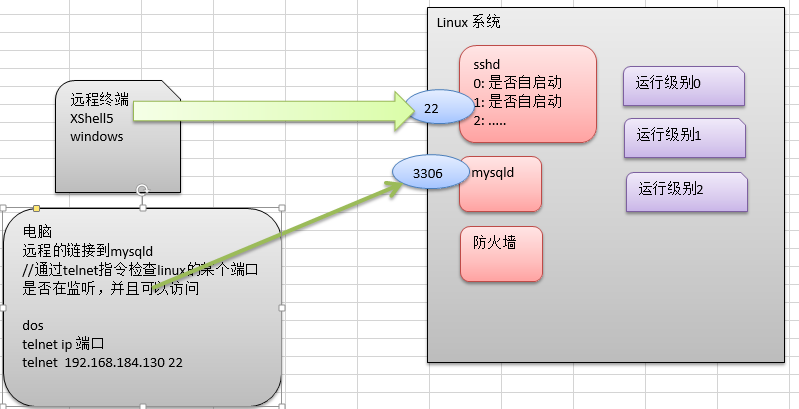 Linux 系统
sshd
0: 是否自启动
1: 是否自启动
2: .....
运行级别0
运行级别1
运行级别2
远程终端
XShell5
windows
22
3306
mysqld
防火墙
电脑
远程的链接到mysqld
//通过telnet指令检查linux的某个端口
是否在监听，并且可以访问
dos
telnet ip 端口
telnet 192.168.184.130 22